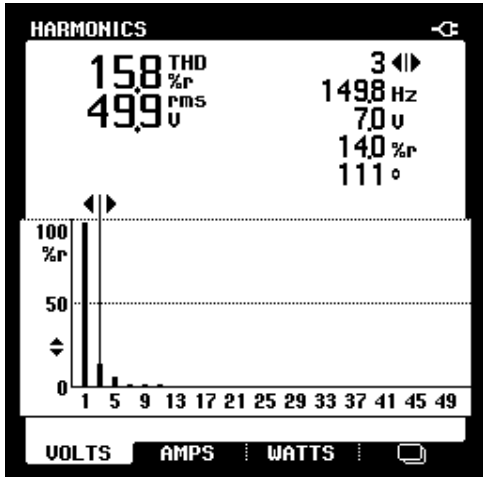 HARMONICS
15.8 THD %r
49.9 rms V
3
149.8 Hz
7.0 V
14.0 %r
111 °
100
%r
50
0
1 5 9 13 17 21 25 29 33 37 41 45 49
VOLTS AMPS WATTS